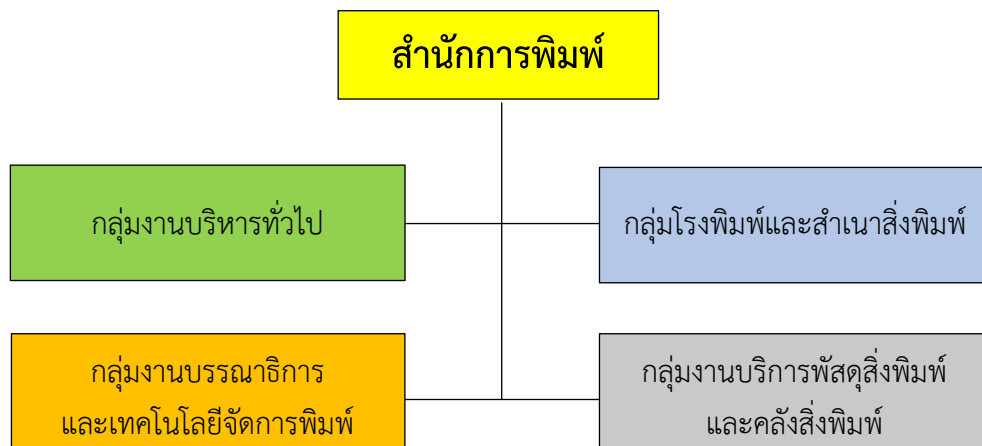 สำนักการพิมพ์
กลุ่มงานบริหารทั่วไป
กลุ่มโรงพิมพ์และสำเนาสิ่งพิมพ์
กลุ่มงานบรรณาธิการ
และเทคโนโลยีจัดการพิมพ์
กลุ่มงานบริการพัสดุสิ่งพิมพ์
และคลังสิ่งพิมพ์